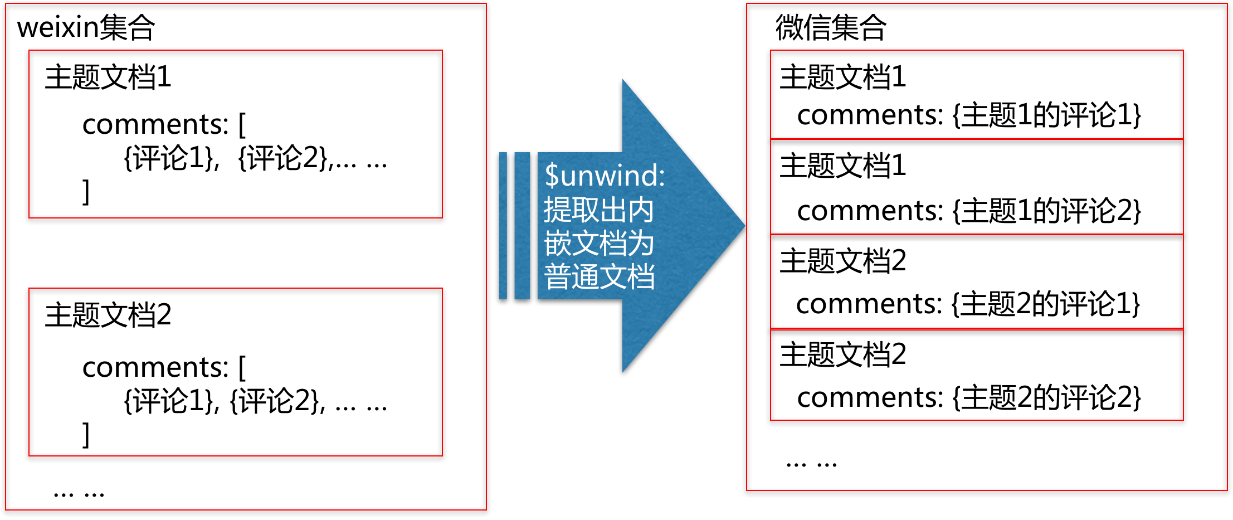 weixin集合
主题文档1
comments: [
{评论1}, {评论2},... ...
]
主题文档2
comments: [
{评论1}, {评论2}, ... ...
]
... ...
$unwind:
提取出内
嵌文档为
普通文档
微信集合
主题文档1
comments: {主题1的评论1}
主题文档1
comments: {主题1的评论2}
主题文档2
comments: {主题2的评论1}
主题文档2
comments: {主题2的评论2}
... ...